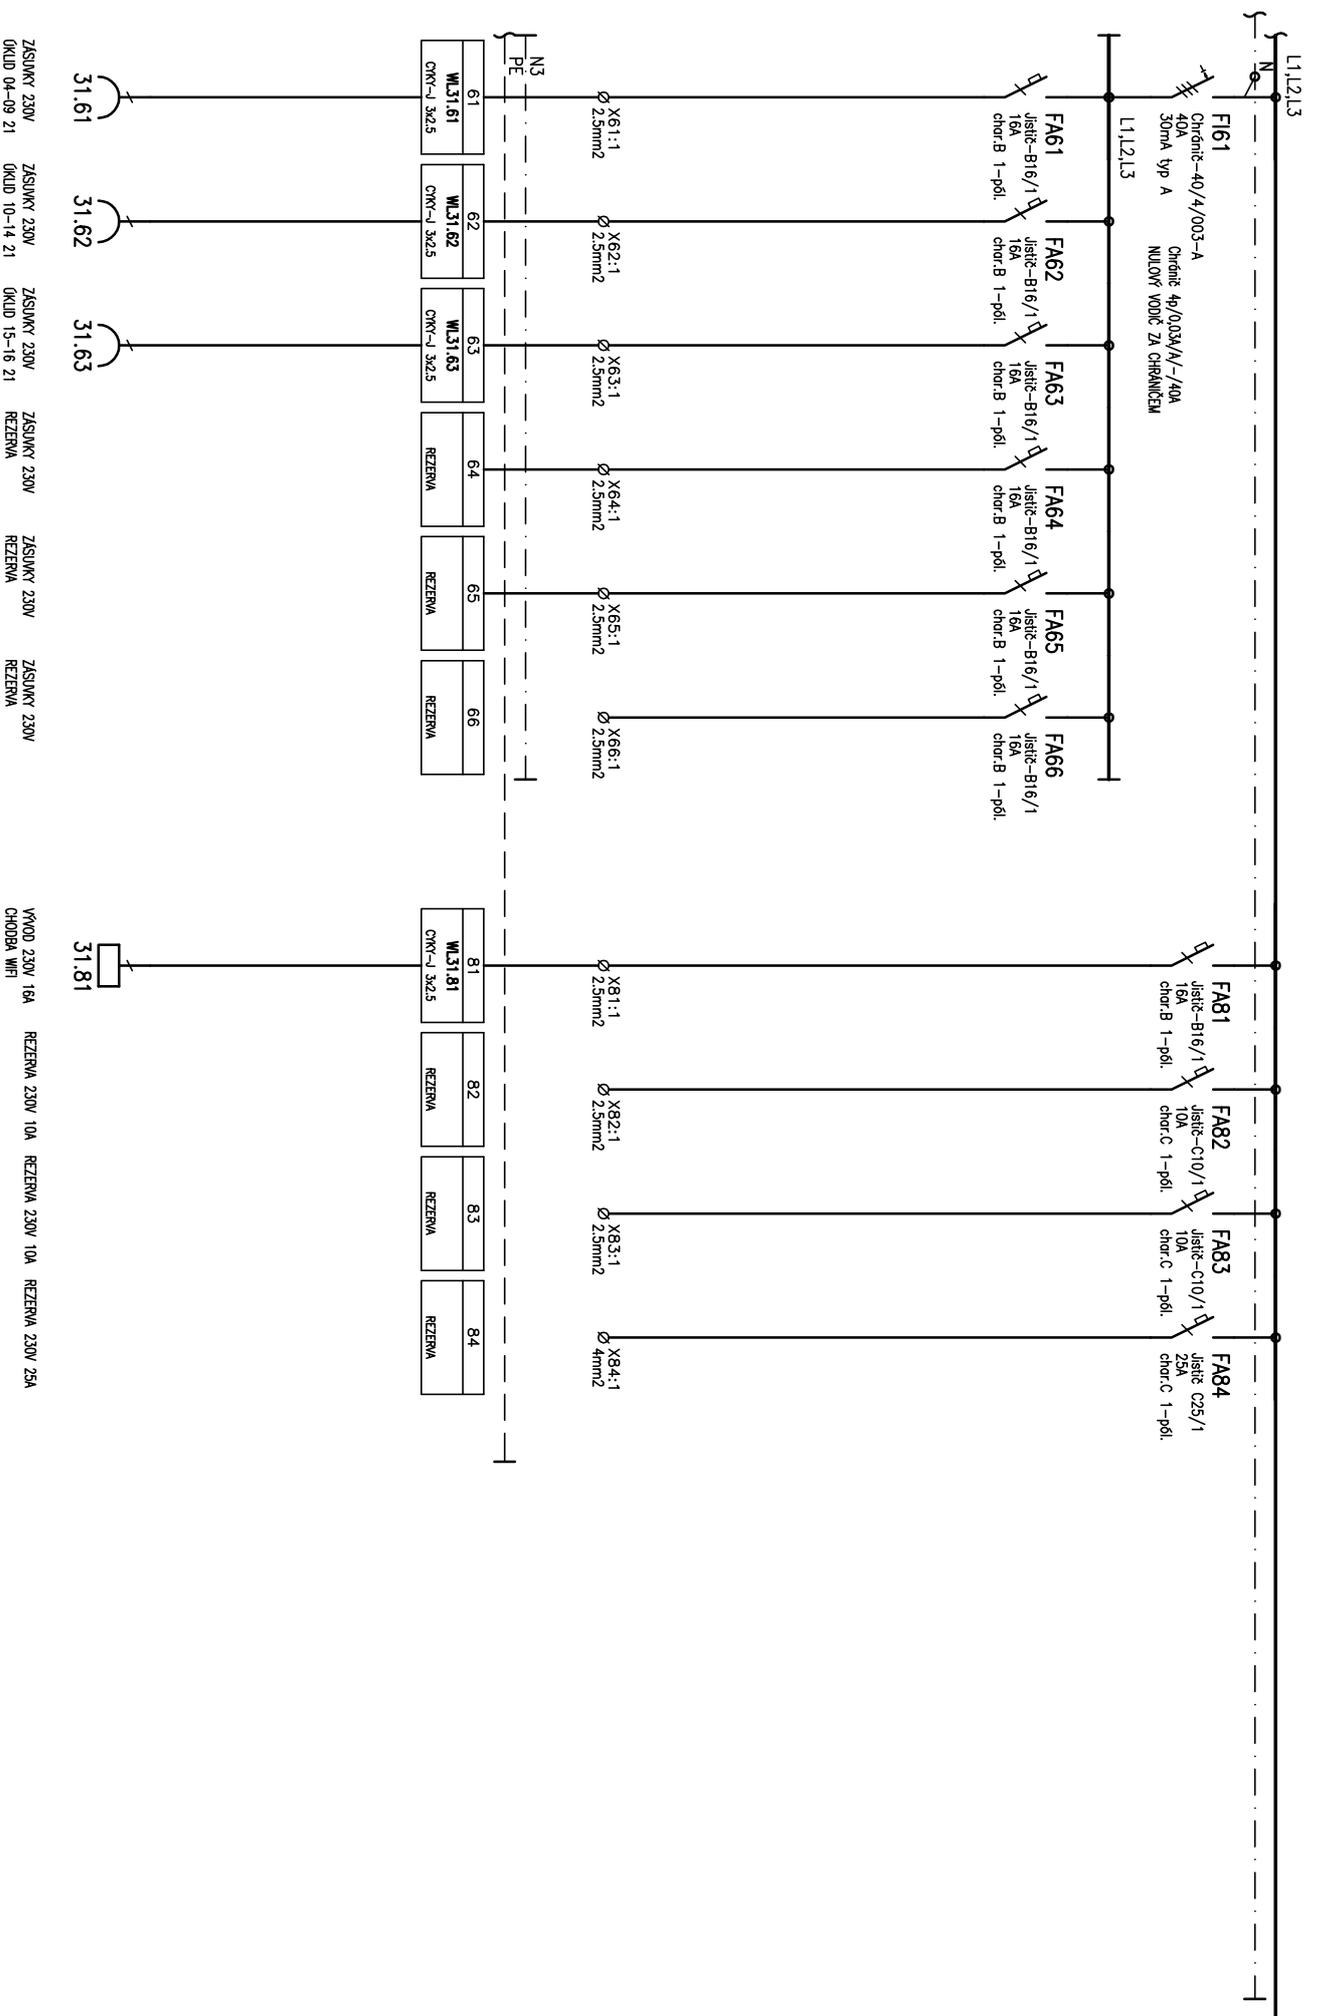 L1,L2,L3
N
FI61
Chránič-40/4/003-A
40A
30mA typ A
Chránič 4p/0,03A/A/-/40A
NULOVÝ VODIČ ZA CHRÁNIČEM
L1,L2,L3
FA61
Jistič-B16/1
16A
char.B 1-pól.
FA62
Jistič-B16/1
16A
char.B 1-pól.
FA63
Jistič-B16/1
16A
char.B 1-pól.
FA64
Jistič-B16/1
16A
char.B 1-pól.
FA65
Jistič-B16/1
16A
char.B 1-pól.
FA66
Jistič-B16/1
16A
char.B 1-pól.
FA81
Jistič-B16/1
16A
char.B 1-pól.
FA82
Jistič-C10/1
10A
char.C 1-pól.
FA83
Jistič-C10/1
10A
char.C 1-pól.
FA84
Jistič C25/1
25A
char.C 1-pól.
X61:1
2.5mm2
X62:1
2.5mm2
X63:1
2.5mm2
X64:1
2.5mm2
X65:1
2.5mm2
X66:1
2.5mm2
X81:1
2.5mm2
X82:1
2.5mm2
X83:1
2.5mm2
X84:1
4mm2
N3
PE
61
WL31.61
CYKY-J 3x2.5
62
WL31.62
CYKY-J 3x2.5
63
WL31.63
CYKY-J 3x2.5
64
REZERVA
65
REZERVA
66
REZERVA
81
WL31.81
CYKY-J 3x2.5
82
REZERVA
83
REZERVA
84
REZERVA
31.61
31.62
31.63
31.81
ZÁSUVKY 230V
ÚKLID 04-09 21
ZÁSUVKY 230V
ÚKLID 10-14 21
ZÁSUVKY 230V
ÚKLID 15-16 21
ZÁSUVKY 230V
REZERVA
ZÁSUVKY 230V
REZERVA
ZÁSUVKY 230V
REZERVA
VÝVOD 230V 16A
CHODBA WIFI
REZERVA 230V 10A
REZERVA 230V 10A
REZERVA 230V 25A